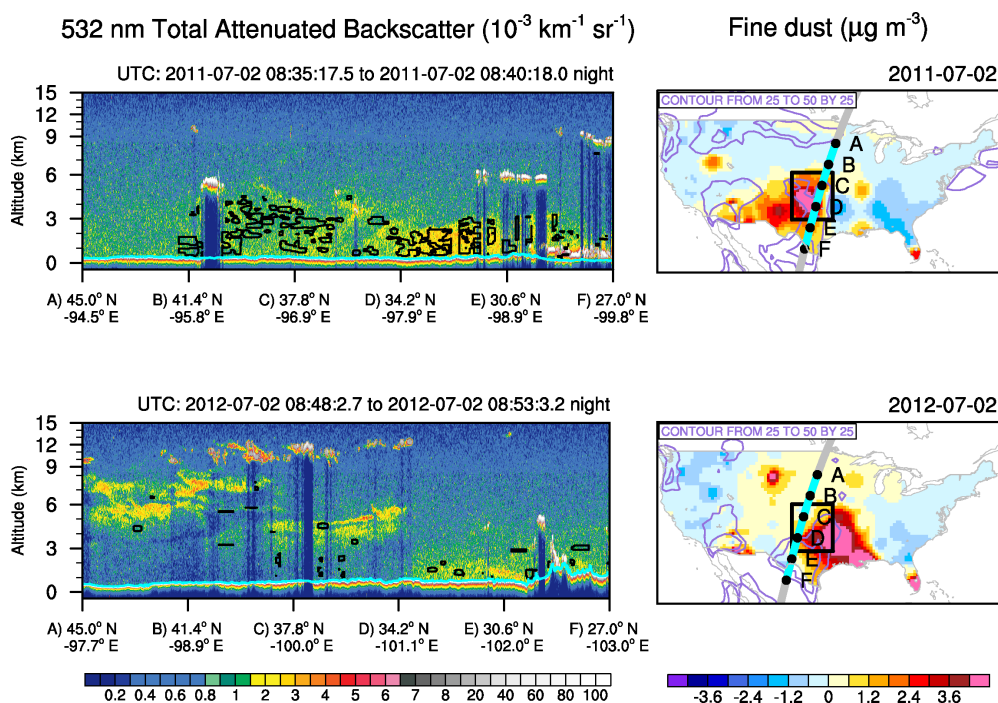 532 nm Total Attenuated Backscatter (10⁻³ km⁻¹ sr⁻¹)
Fine dust (µg m⁻³)
UTC: 2011-07-02 08:35:17.5 to 2011-07-02 08:40:18.0 night
2011-07-02
15
12
9
6
3
0
Altitude (km)
A) 45.0° N B) 41.4° N C) 37.8° N D) 34.2° N E) 30.6° N F) 27.0° N
-94.5° E -95.8° E -96.9° E -97.9° E -98.9° E -99.8° E
CONTOUR FROM 25 TO 50 BY 25
A
B
C
D
E
F
UTC: 2012-07-02 08:48:2.7 to 2012-07-02 08:53:3.2 night
2012-07-02
15
12
9
6
3
0
Altitude (km)
A) 45.0° N B) 41.4° N C) 37.8° N D) 34.2° N E) 30.6° N F) 27.0° N
-97.7° E -98.9° E -100.0° E -101.1° E -102.0° E -103.0° E
CONTOUR FROM 25 TO 50 BY 25
A
B
C
D
E
F
0.2 0.4 0.6 0.8 1 2 3 4 5 6 7 8 20 40 60 80 100
-3.6 -2.4 -1.2 0 1.2 2.4 3.6